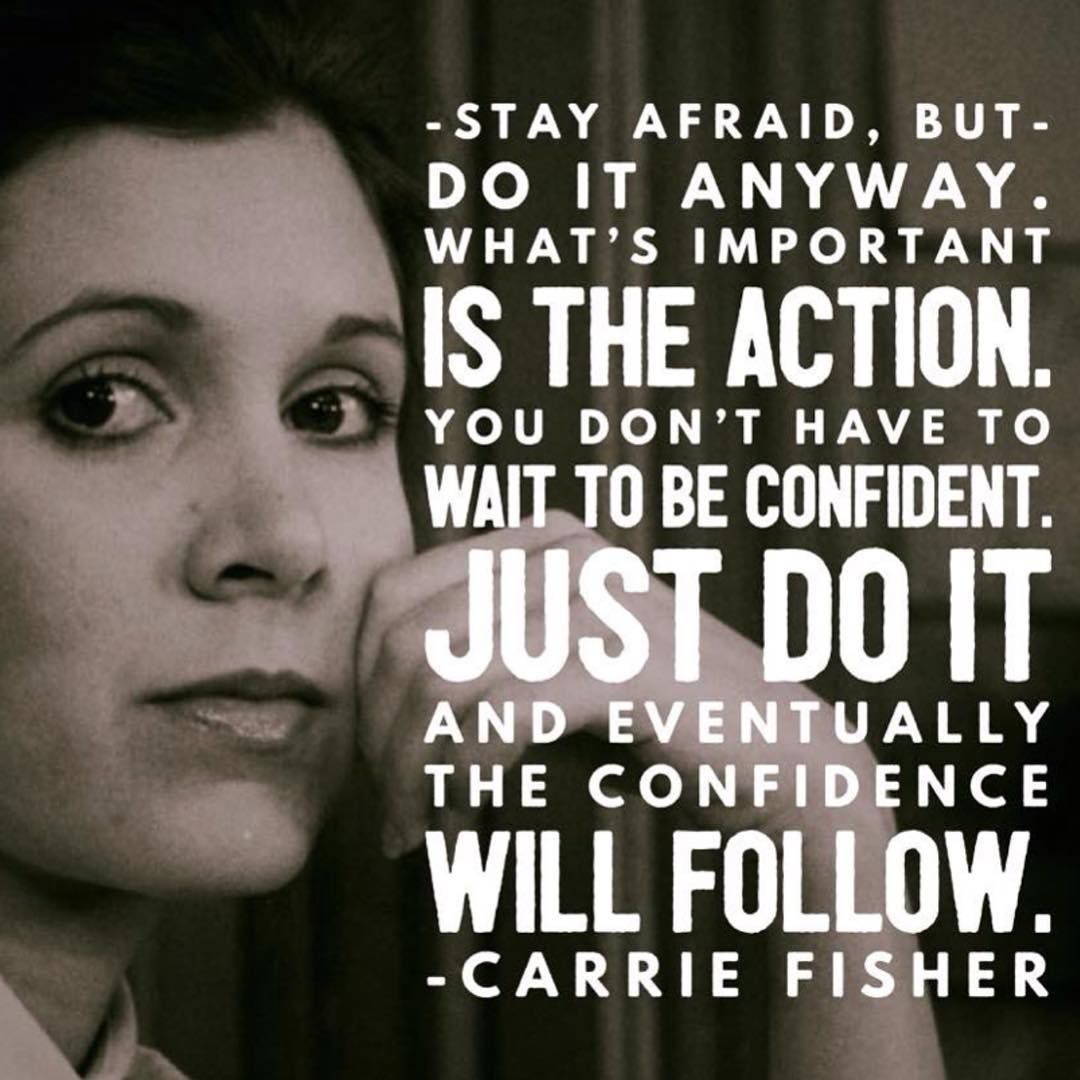 -STAY AFRAID, BUT-
DO IT ANYWAY.
WHAT'S IMPORTANT
IS THE ACTION.
YOU DON'T HAVE TO
WAIT TO BE CONFIDENT.
JUST DO IT
AND EVENTUALLY
THE CONFIDENCE
WILL FOLLOW.
-CARRIE FISHER